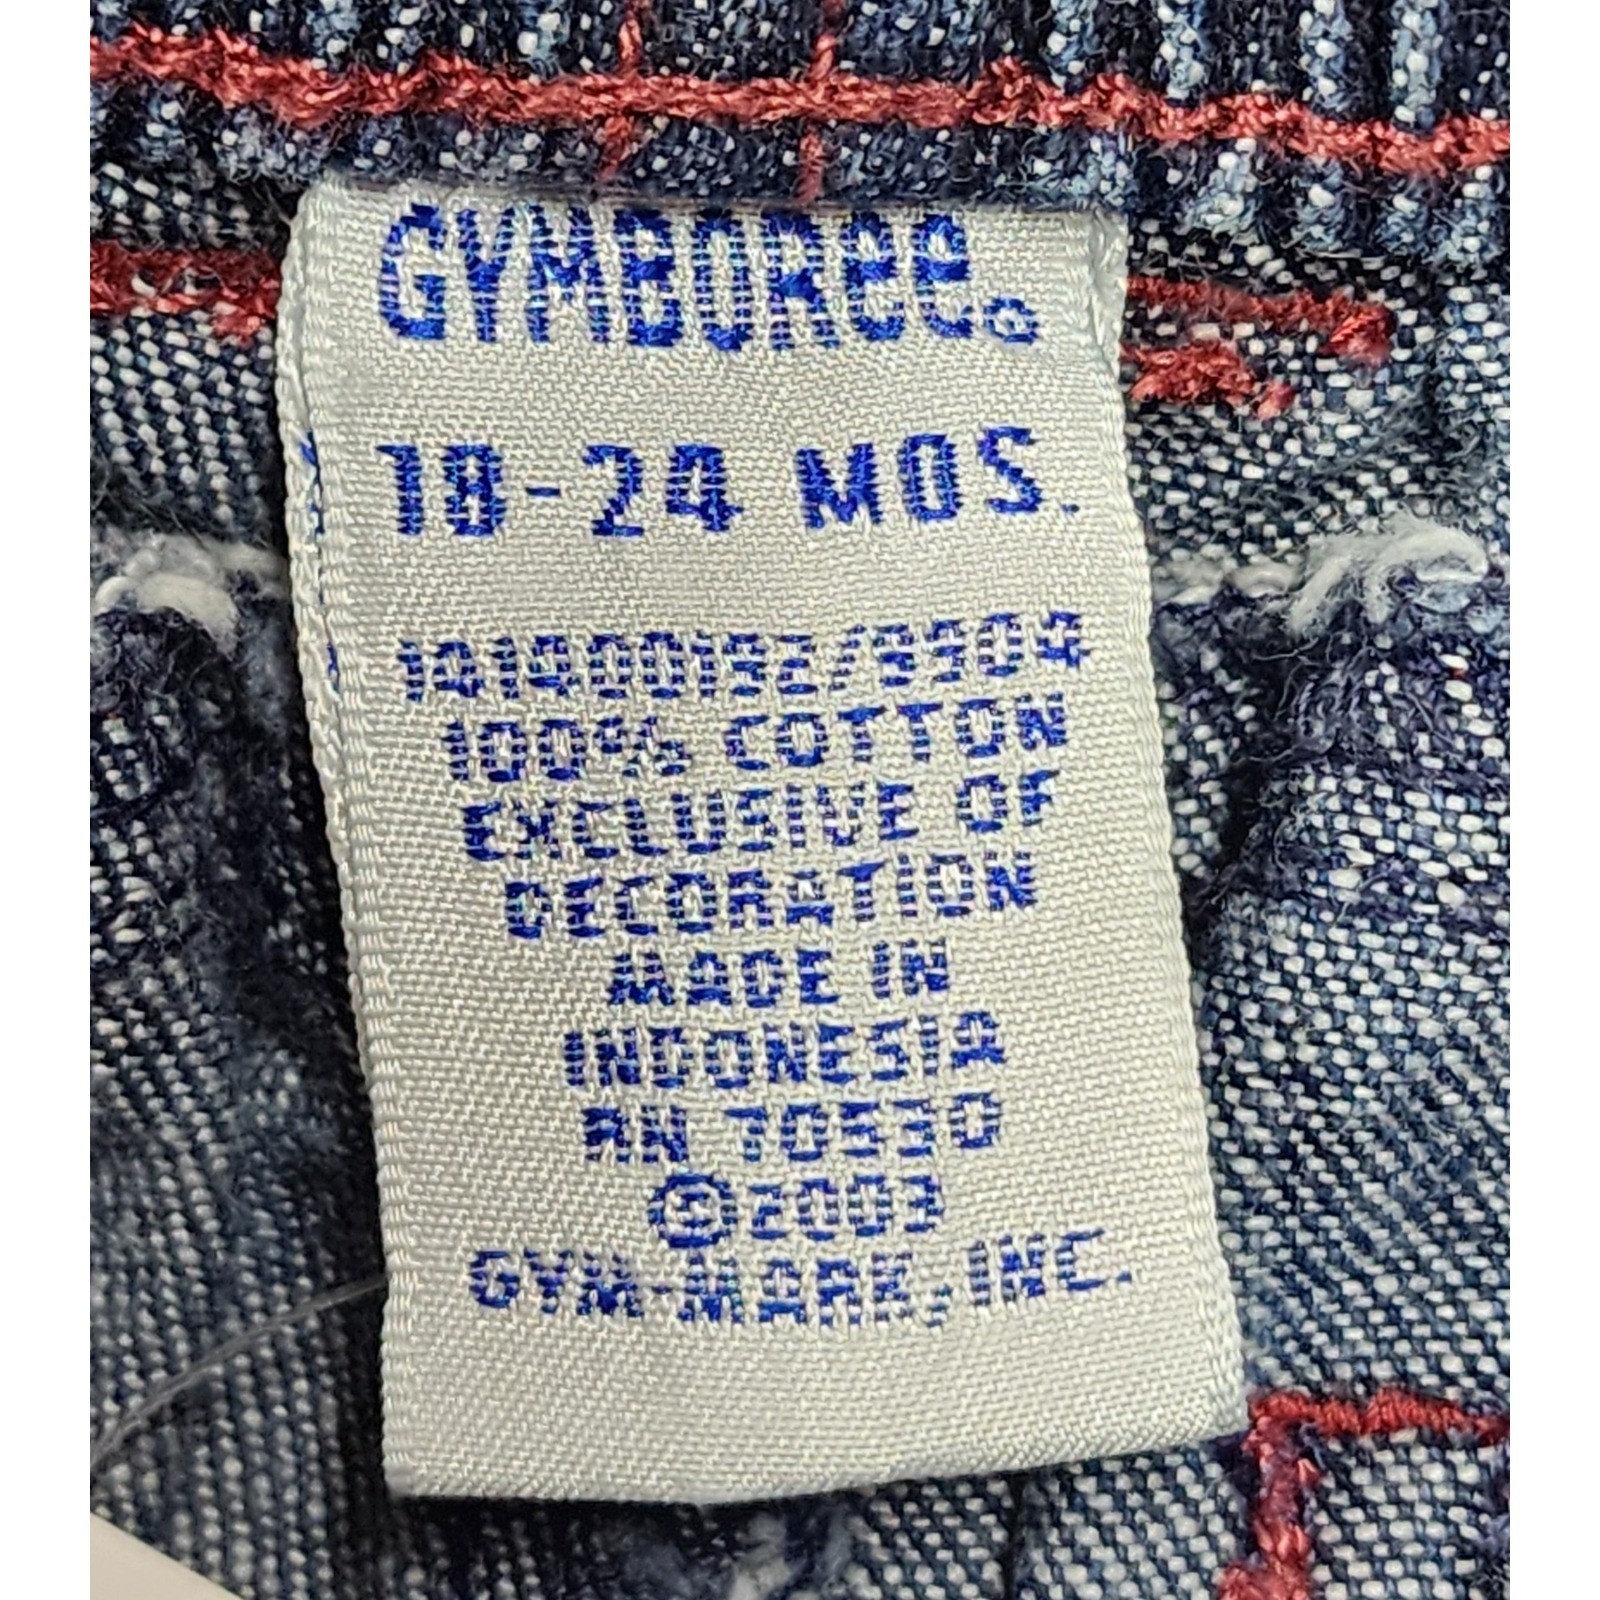 GYMBOREE®
18-24 MOS.
141400192/9904
100% COTTON
EXCLUSIVE OF
DECORATION
MADE IN
INDONESIA
RN 70530
©2003
GYM-MARK, INC.